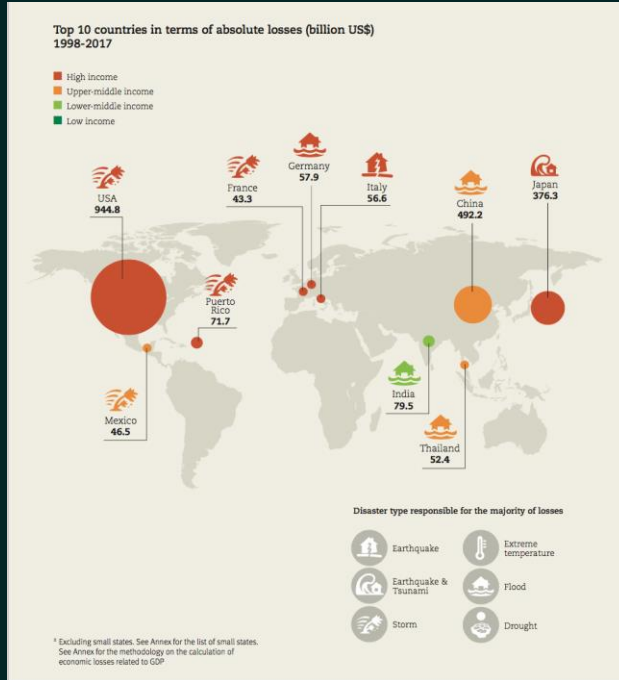 Top 10 countries in terms of absolute losses (billion US$)
1998-2017
High income
Upper-middle income
Lower-middle income
Low income
USA
944.8
France
43.3
Germany
57.9
Italy
56.6
China
492.2
Japan
376.3
Puerto
Rico
71.7
Mexico
46.5
India
79.5
Thailand
52.4
Disaster type responsible for the majority of losses
Earthquake
Extreme
temperature
Earthquake &
Tsunami
Flood
Storm
Drought
* Excluding small states. See Annex for the list of small states.
See Annex for the methodology on the calculation of
economic losses related to GDP